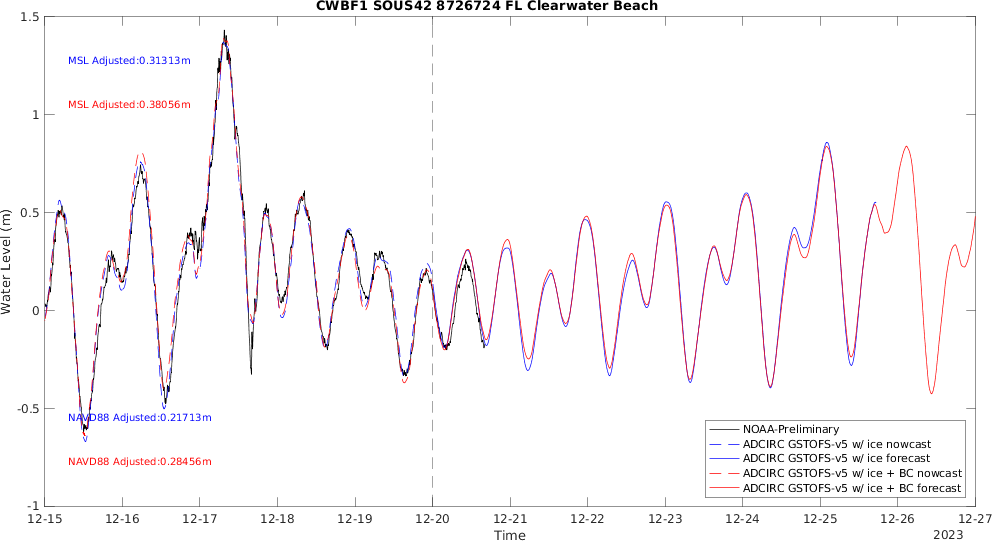 CWBF1 SOUS42 8726724 FL Clearwater Beach
1.5
1
0.5
0
-0.5
-1
Water Level (m)
MSL Adjusted:0.31313m
MSL Adjusted:0.38056m
NAVD88 Adjusted:0.21713m
NAVD88 Adjusted:0.28456m
NOAA-Preliminary
ADCIRC GSTOFS-v5 w/ ice nowcast
ADCIRC GSTOFS-v5 w/ ice forecast
ADCIRC GSTOFS-v5 w/ ice + BC nowcast
ADCIRC GSTOFS-v5 w/ ice + BC forecast
12-15 12-16 12-17 12-18 12-19 12-20 12-21 12-22 12-23 12-24 12-25 12-26 12-27
Time
2023